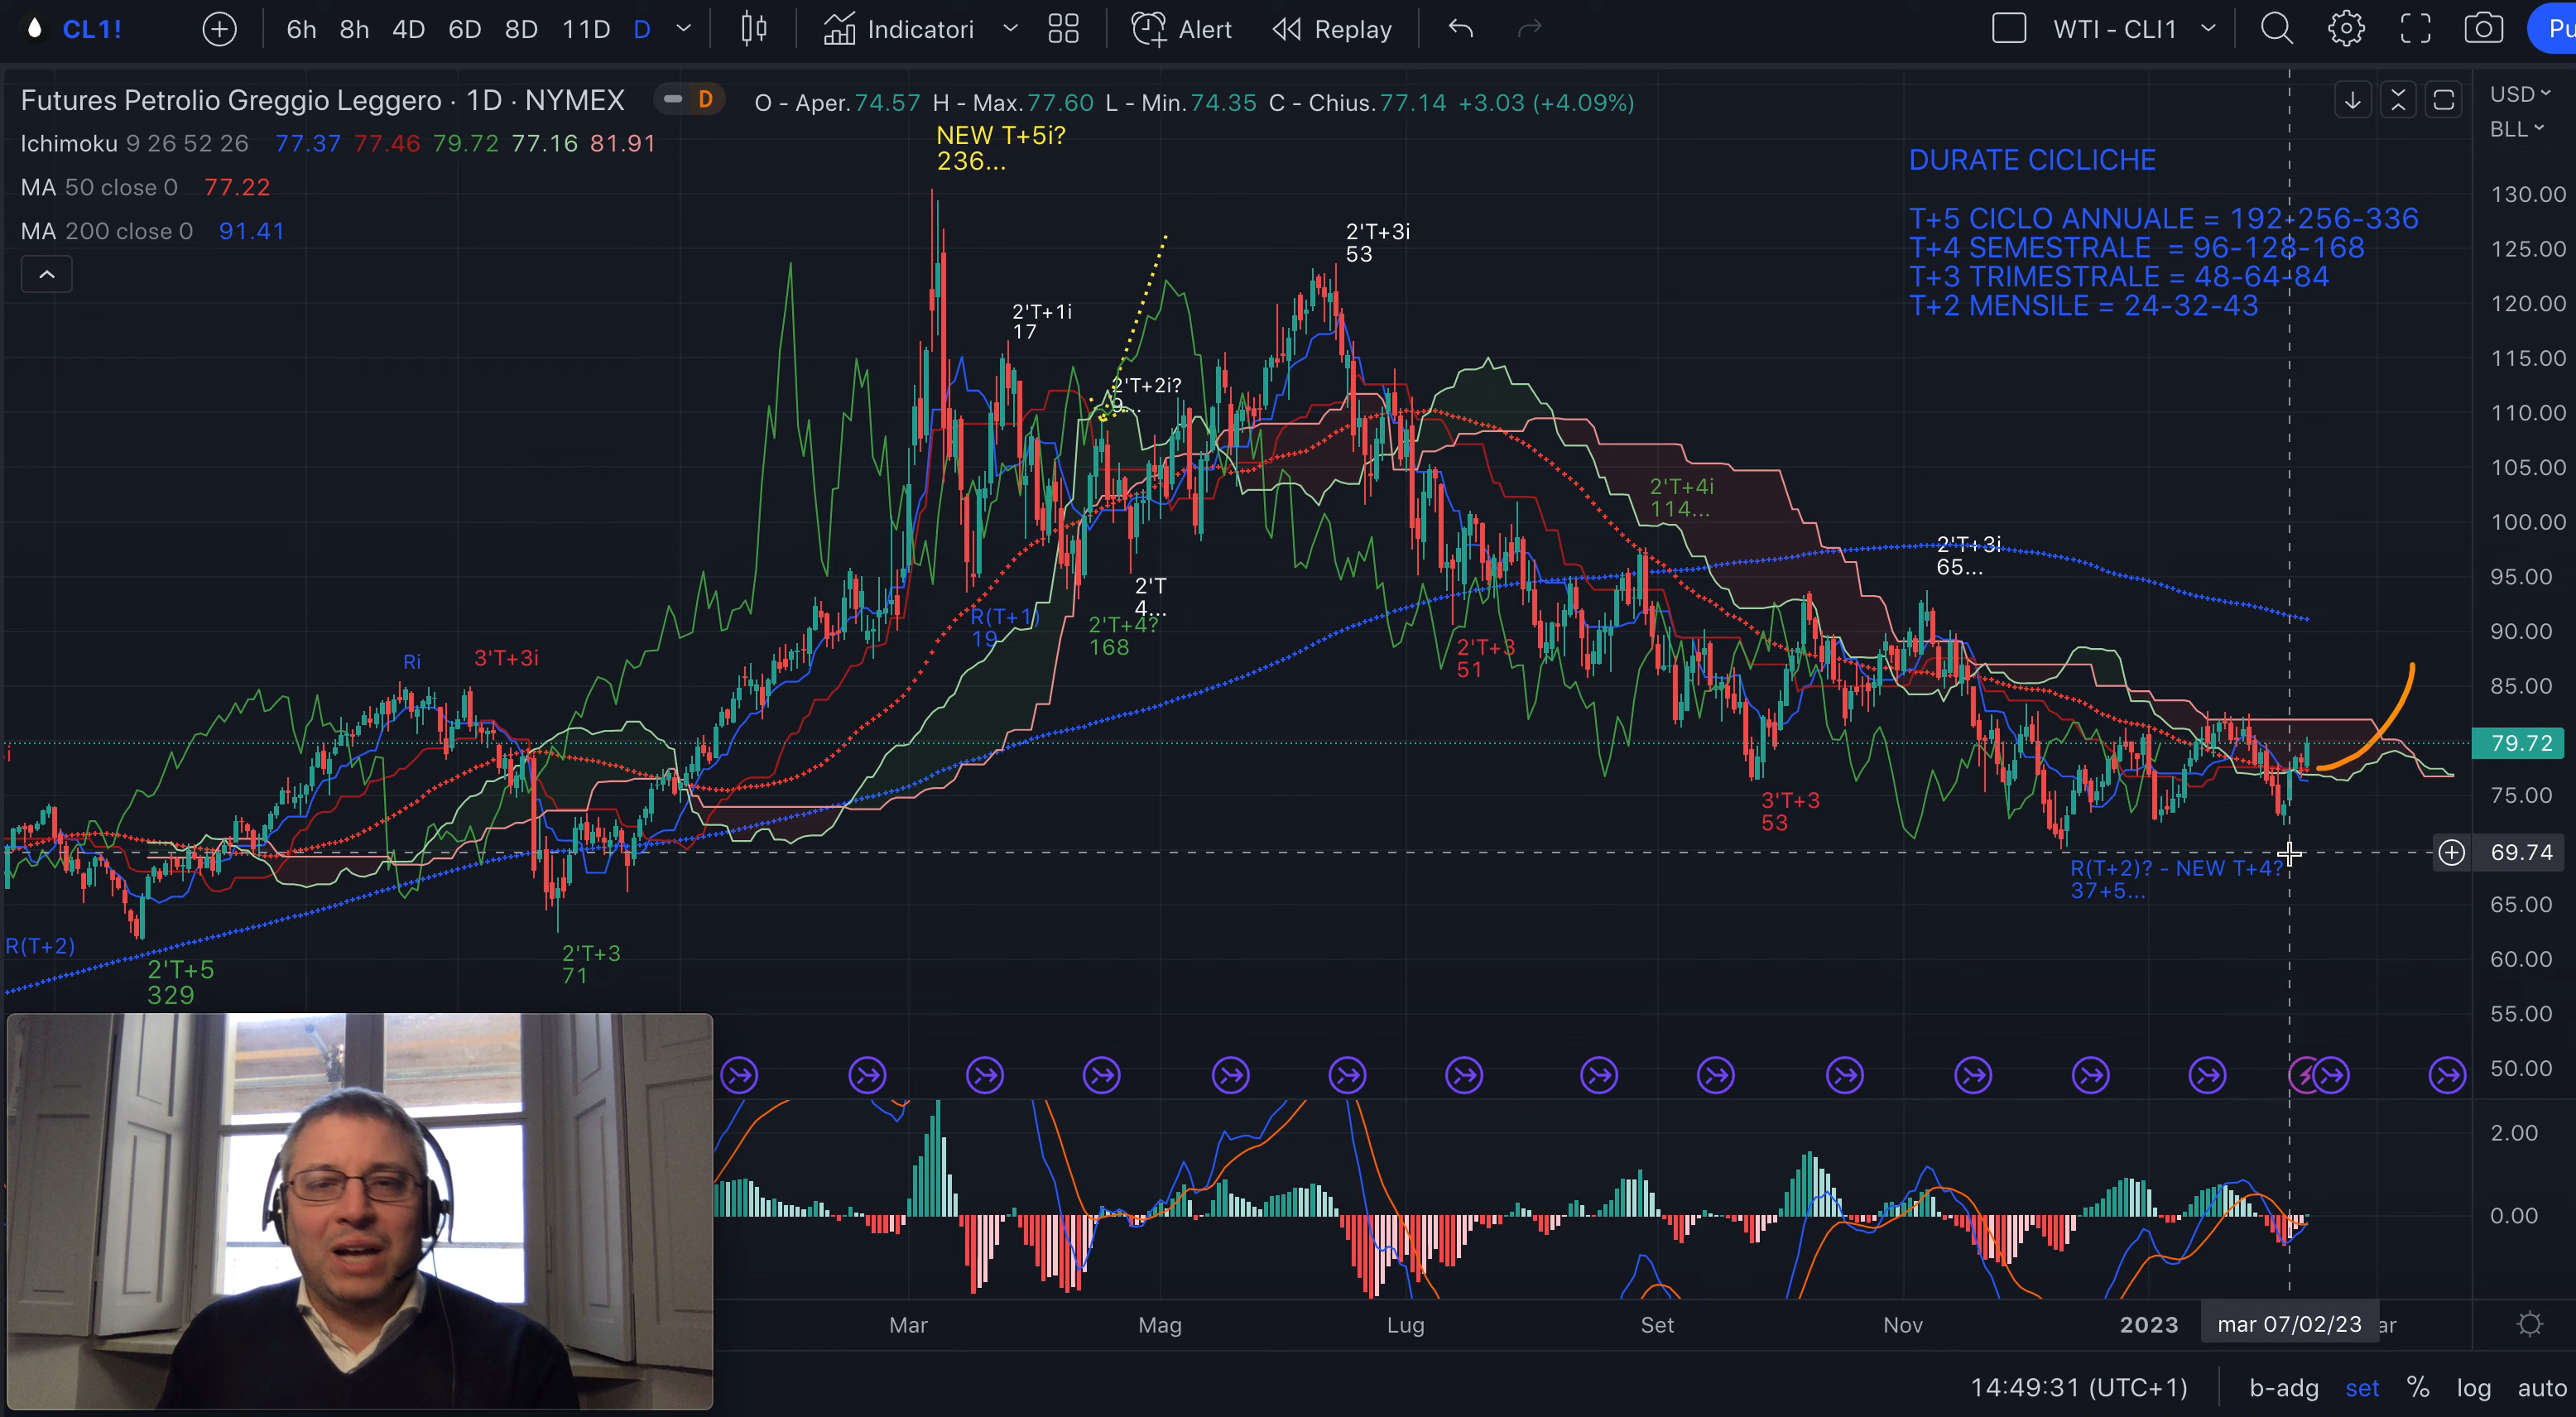 CL1!
6h 8h 4D 6D 8D 11D D
Indicatori
Alert
Replay
WTI - CLI1
Pu
Futures Petrolio Greggio Leggero · 1D · NYMEX
D
O - Aper.74.57 H - Max.77.60 L - Min.74.35 C - Chius.77.14 +3.03 (+4.09%)
Ichimoku 9 26 52 26 77.37 77.46 79.72 77.16 81.91
MA 50 close 0 77.22
MA 200 close 0 91.41
USD
BLL
NEW T+5i?
236...
DURATE CICLICHE
T+5 CICLO ANNUALE = 192-256-336
T+4 SEMESTRALE = 96-128-168
T+3 TRIMESTRALE = 48-64-84
T+2 MENSILE = 24-32-43
2'T+3i
53
2'T+1i
17
2'T+2i?
9...
2'T+4i
114...
2'T+3i
65...
2'T
4...
R(T+1)
19
2'T+4?
168
2'T+3
51
Ri
3'T+3i
i
3'T+3
53
R(T+2)? - NEW T+4?
37+5...
R(T+2)
2'T+5
329
2'T+3
71
130.00
125.00
120.00
115.00
110.00
105.00
100.00
95.00
90.00
85.00
79.72
75.00
69.74
65.00
60.00
55.00
50.00
2.00
0.00
Mar
Mag
Lug
Set
Nov
2023
mar 07/02/23
ar
14:49:31 (UTC+1)
b-adg set % log auto